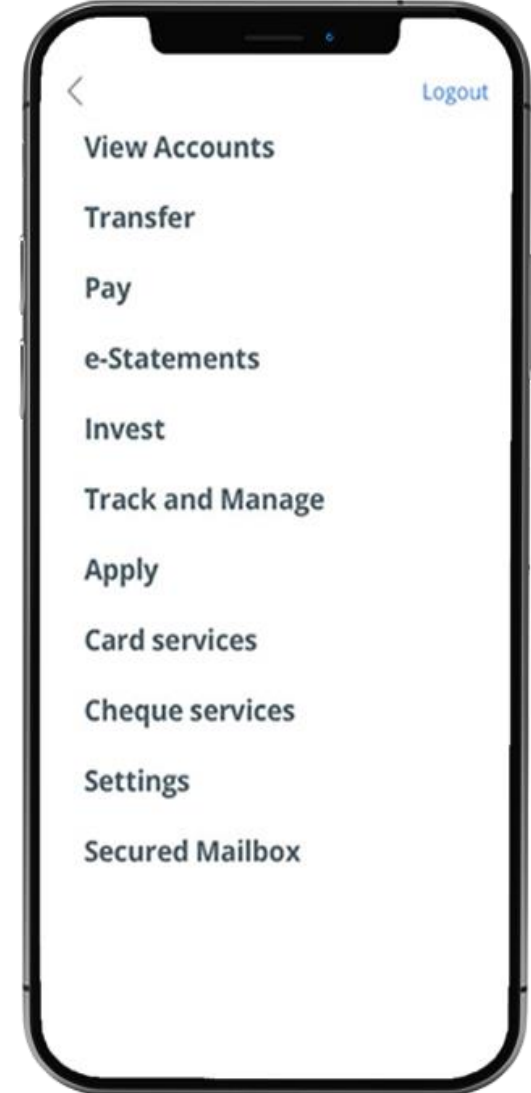 Logout
View Accounts
Transfer
Pay
e-Statements
Invest
Track and Manage
Apply
Card services
Cheque services
Settings
Secured Mailbox